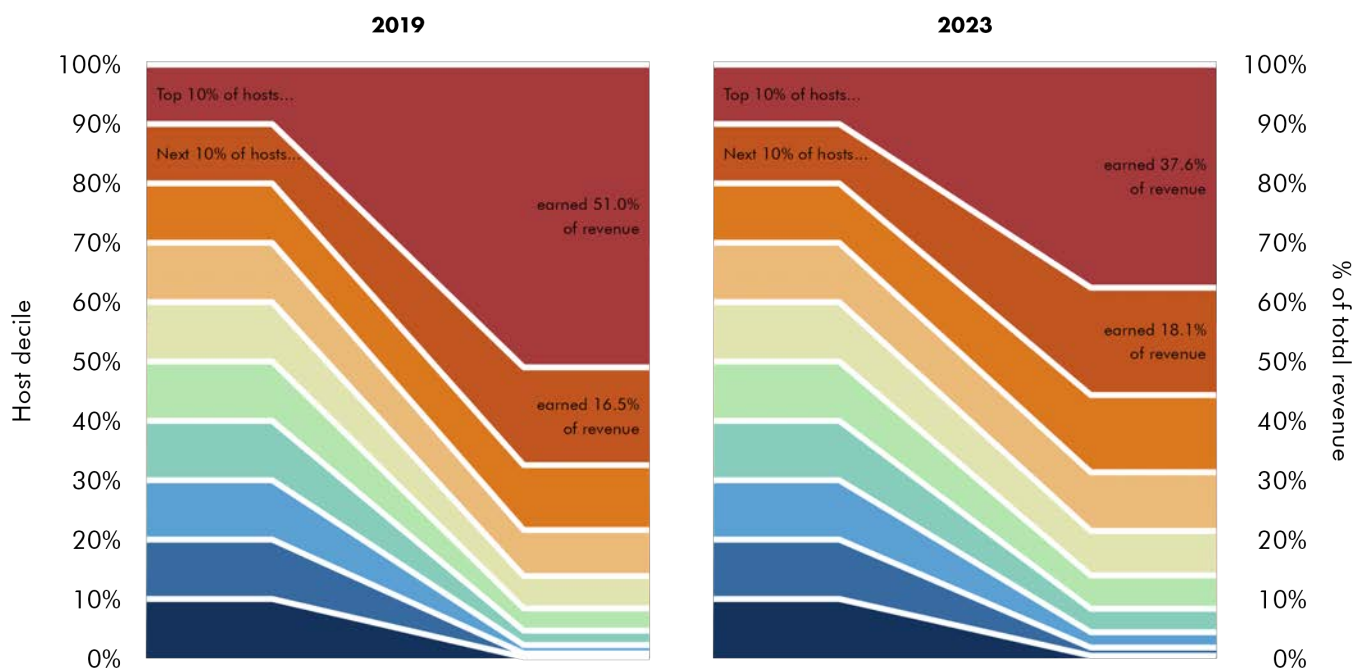 2019
2023
100%
90%
80%
70%
60%
50%
40%
30%
20%
10%
0%
Host decile
Top 10% of hosts...
Next 10% of hosts...
earned 51.0%
of revenue
earned 16.5%
of revenue
Top 10% of hosts...
Next 10% of hosts...
earned 37.6%
of revenue
earned 18.1%
of revenue
100%
90%
80%
70%
60%
50%
40%
30%
20%
10%
0%
% of total revenue